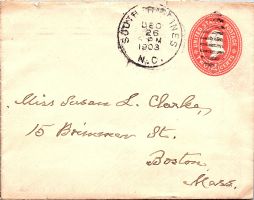 SOUTHERN PINES
DEC
26
PM
1903
N.C.
Miss Susan L. Clarke,
15 Brimmer St.
Boston
Mass.